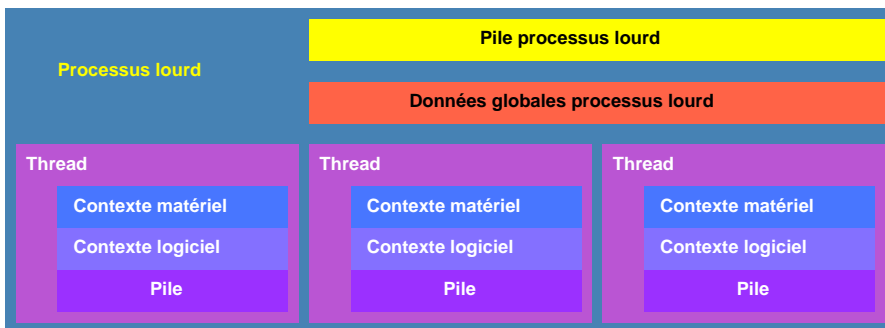 Pile processus lourd
Processus lourd
Données globales processus lourd
Thread
Contexte matériel
Contexte logiciel
Pile
Thread
Contexte matériel
Contexte logiciel
Pile
Thread
Contexte matériel
Contexte logiciel
Pile